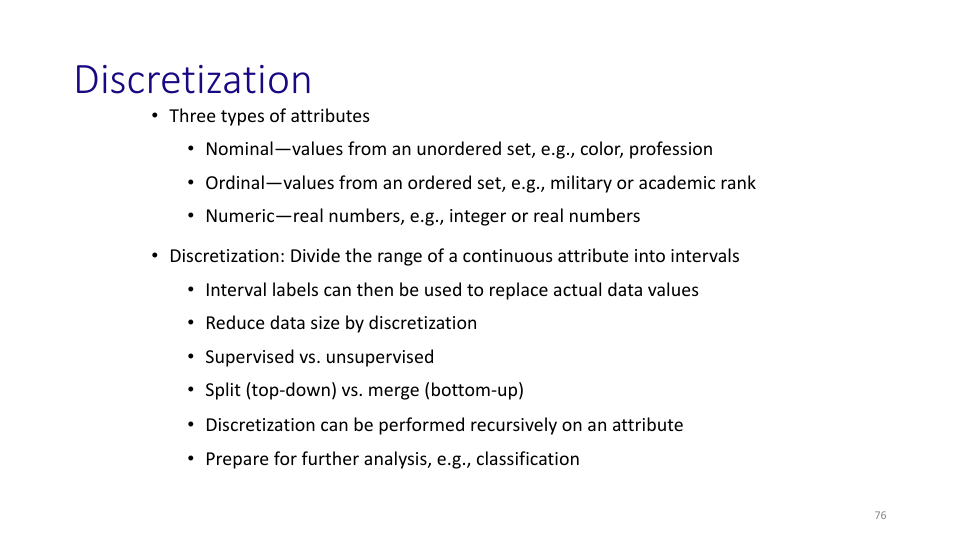 Discretization
• Three types of attributes
• Nominal—values from an unordered set, e.g., color, profession
• Ordinal—values from an ordered set, e.g., military or academic rank
• Numeric—real numbers, e.g., integer or real numbers
• Discretization: Divide the range of a continuous attribute into intervals
• Interval labels can then be used to replace actual data values
• Reduce data size by discretization
• Supervised vs. unsupervised
• Split (top-down) vs. merge (bottom-up)
• Discretization can be performed recursively on an attribute
• Prepare for further analysis, e.g., classification
76